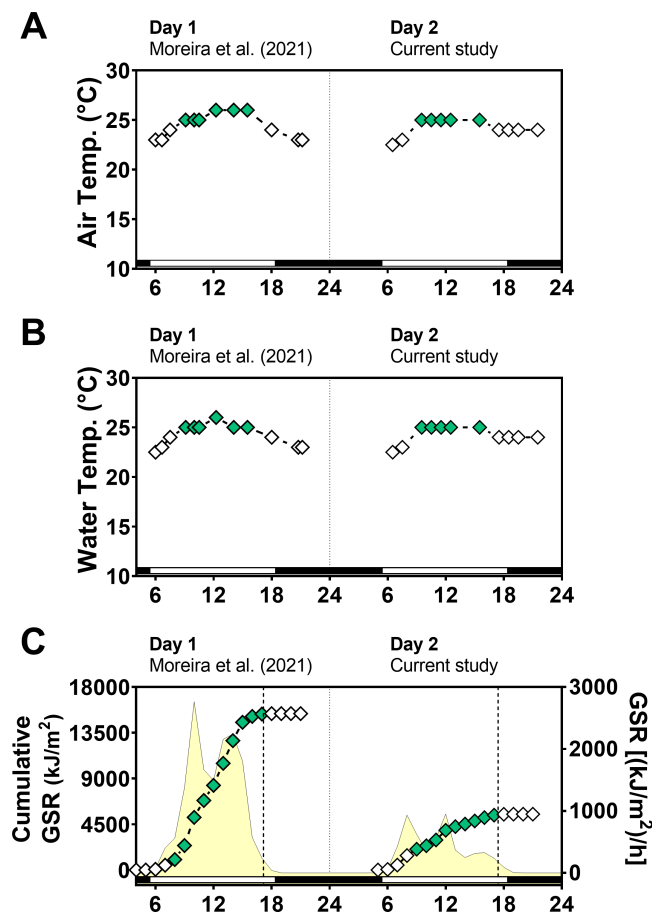 A
Day 1
Moreira et al. (2021)
Day 2
Current study
Air Temp. (°C)
30
25
20
15
10
6 12 18 24 6 12 18 24
B
Day 1
Moreira et al. (2021)
Day 2
Current study
Water Temp. (°C)
30
25
20
15
10
6 12 18 24 6 12 18 24
C
Day 1
Moreira et al. (2021)
Day 2
Current study
Cumulative
GSR (kJ/m²)
18000
13500
9000
4500
0
3000
2000
1000
0
GSR [(kJ/m²)/h]
6 12 18 24 6 12 18 24